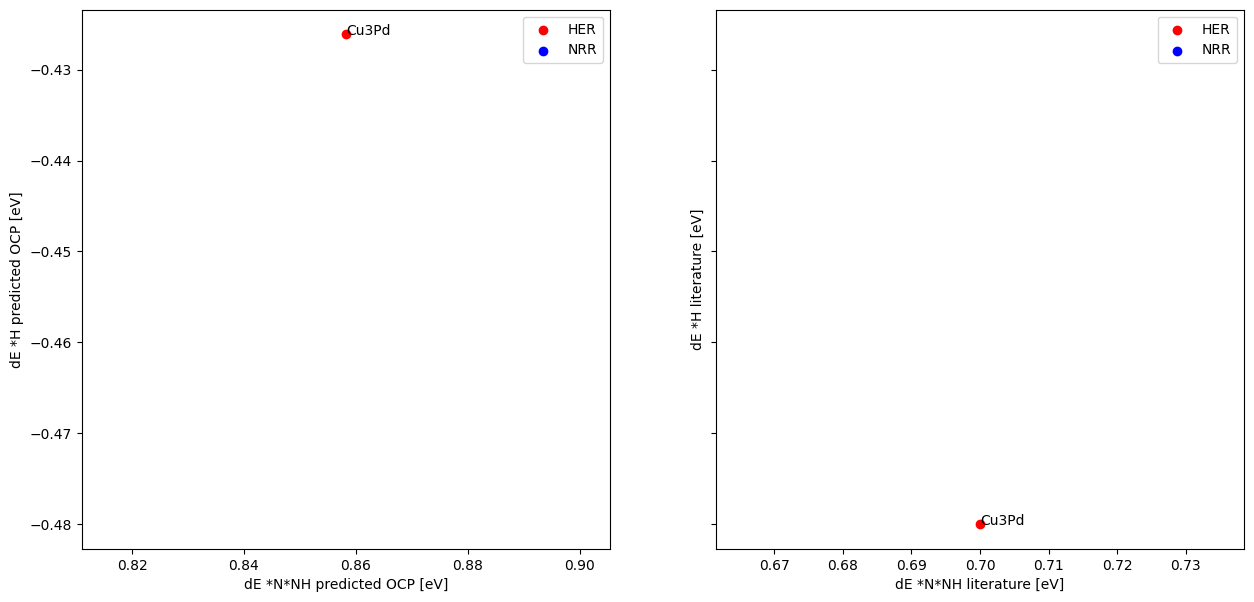 Cu3Pd
HER
NRR
−0.43
−0.44
−0.45
−0.46
−0.47
−0.48
dE *H predicted OCP [eV]
0.82 0.84 0.86 0.88 0.90
dE *N*NH predicted OCP [eV]
HER
NRR
dE *H literature [eV]
Cu3Pd
0.67 0.68 0.69 0.70 0.71 0.72 0.73
dE *N*NH literature [eV]